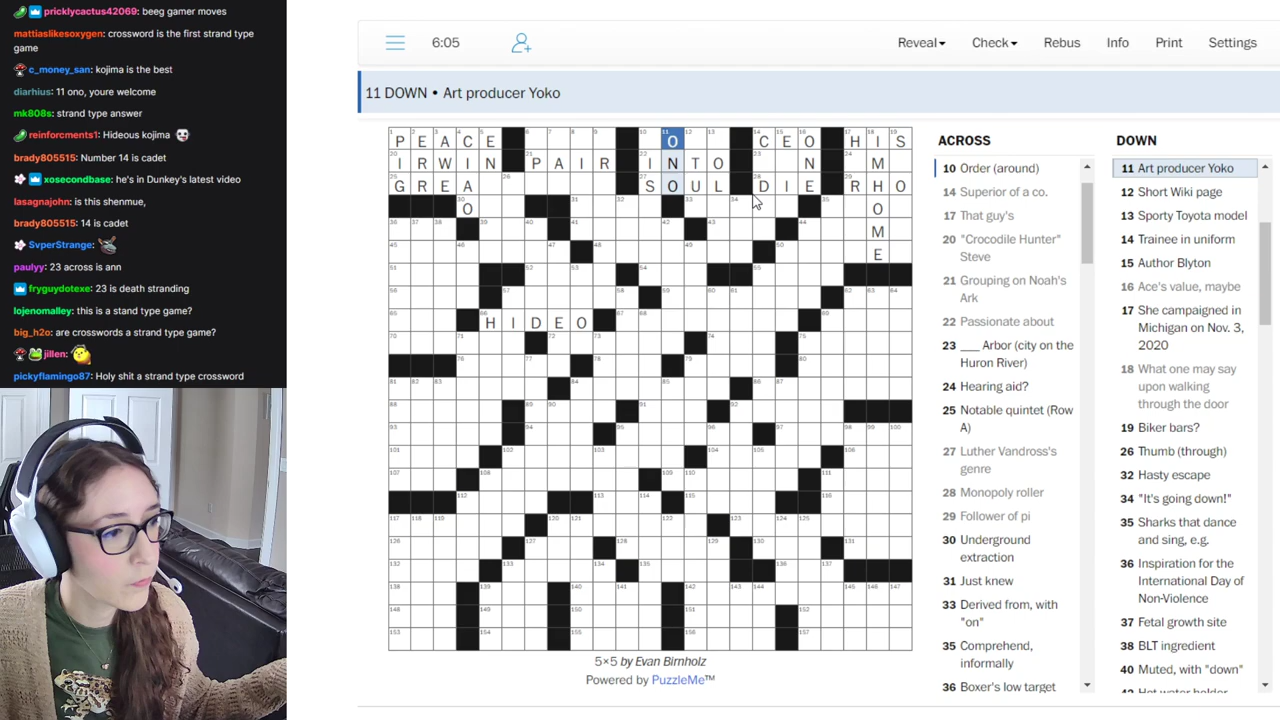 pricklycactus42069: beeg gamer moves
mattiaslikesoxygen: crossword is the first strand type
game
c_money_san: kojima is the best
diarhius: 11 ono, youre welcome
mk808s: strand type answer
reinforcments1: Hideous kojima
brady805515: Number 14 is cadet
xosecondbase: he's in Dunkey's latest video
lasagnajohn: is this shenmue,
brady805515: 14 is cadet
SvperStrange:
paulyy: 23 across is ann
fryguydotexe: 23 is death stranding
lojenomalley: this is a stand type game?
big_h2o: are crosswords a strand type game?
jillen:
pickyflamingo87: Holy shit a strand type crossword
6:05
Reveal
Check
Rebus
Info
Print
Settings
11 DOWN • Art producer Yoko
P E A C E O C E O H I S
I R W I N P A I R I N T O N M
G R E A S O U L D I E R H O
O O
M
E
H I D E O
5×5 by Evan Birnholz
Powered by PuzzleMe™
ACROSS
10 Order (around)
14 Superior of a co.
17 That guy's
20 "Crocodile Hunter"
Steve
21 Grouping on Noah's
Ark
22 Passionate about
23 ___ Arbor (city on the
Huron River)
24 Hearing aid?
25 Notable quintet (Row
A)
27 Luther Vandross's
genre
28 Monopoly roller
29 Follower of pi
30 Underground
extraction
31 Just knew
33 Derived from, with
"on"
35 Comprehend,
informally
36 Boxer's low target
DOWN
11 Art producer Yoko
12 Short Wiki page
13 Sporty Toyota model
14 Trainee in uniform
15 Author Blyton
16 Ace's value, maybe
17 She campaigned in
Michigan on Nov. 3,
2020
18 What one may say
upon walking
through the door
19 Biker bars?
26 Thumb (through)
32 Hasty escape
34 "It's going down!"
35 Sharks that dance
and sing, e.g.
36 Inspiration for the
International Day of
Non-Violence
37 Fetal growth site
38 BLT ingredient
40 Muted, with "down"
42 Hot water holder